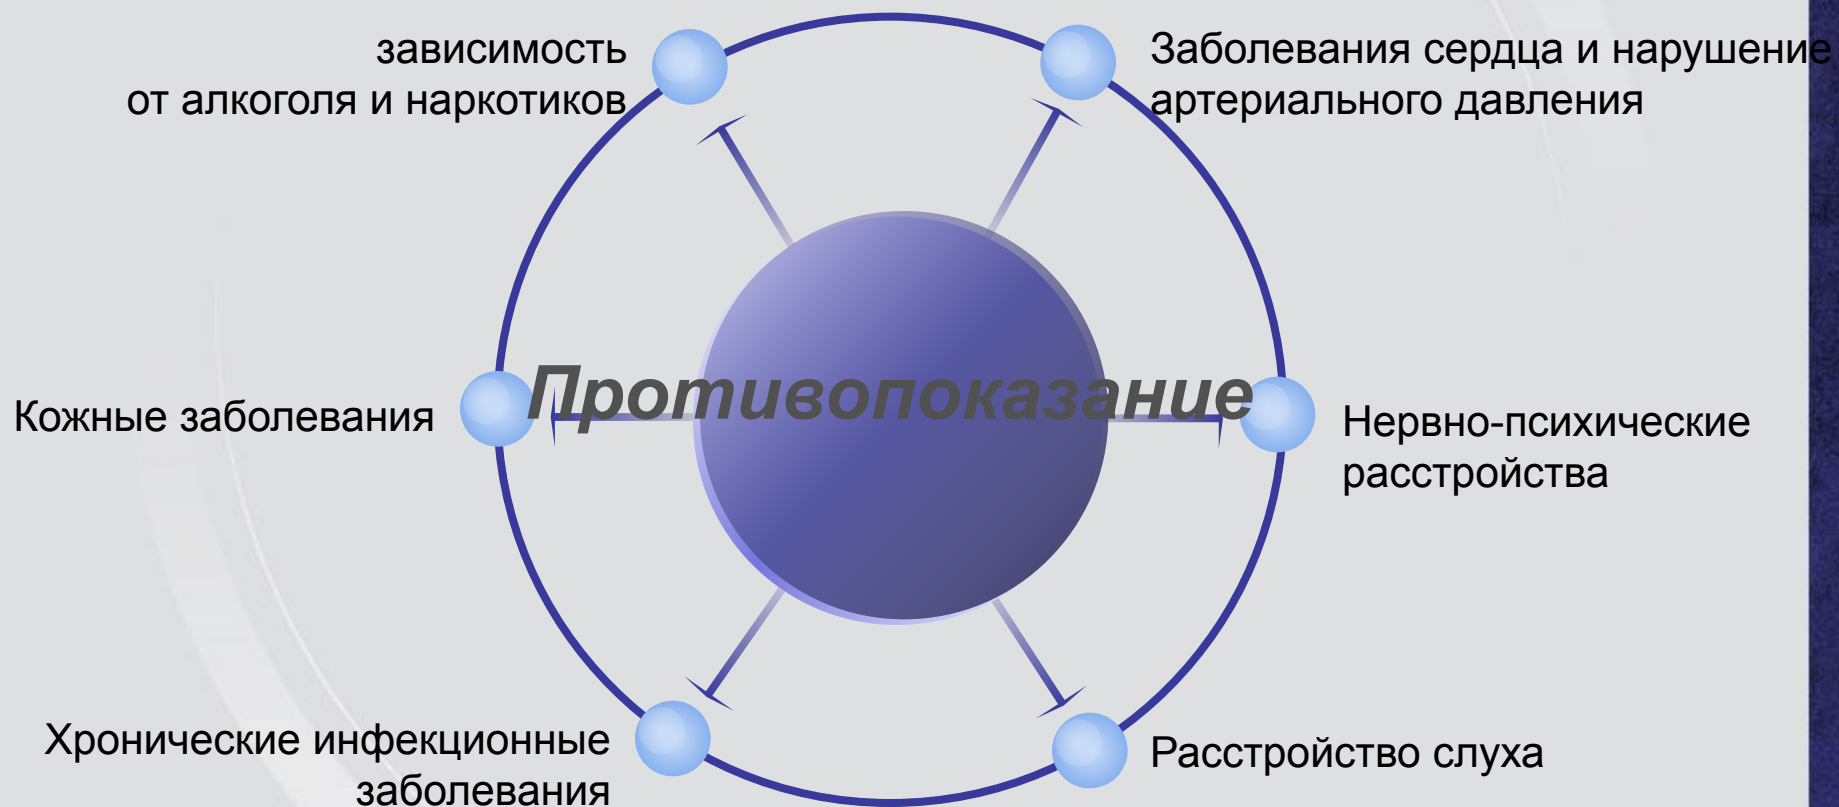 зависимость
от алкоголя и наркотиков
Заболевания сердца и нарушение
артериального давления
Кожные заболевания
Противопоказание
Нервно-психические
расстройства
Хронические инфекционные
заболевания
Расстройство слуха